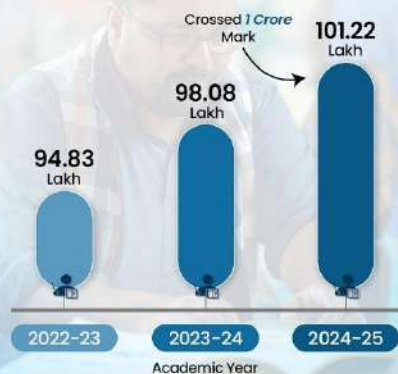 Crossed 1 Crore
Mark
94.83
Lakh
98.08
Lakh
101.22
Lakh
2022-23
2023-24
2024-25
Academic Year